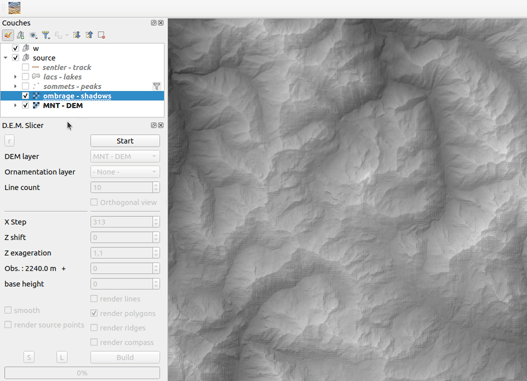 Couches
w
source
sentier - track
lacs - lakes
sommets - peaks
ombrage - shadows
MNT - DEM
D.E.M. Slicer
r
Start
DEM layer MNT - DEM
Ornamentation layer - None -
Line count 10
Orthogonal view
X Step 313
Z shift 0
Z exageration 1.1
Obs. : 2240.0 m + 0
base height 0
render lines
smooth
render polygons
render source points
render ridges
render compass
S L Build
0%